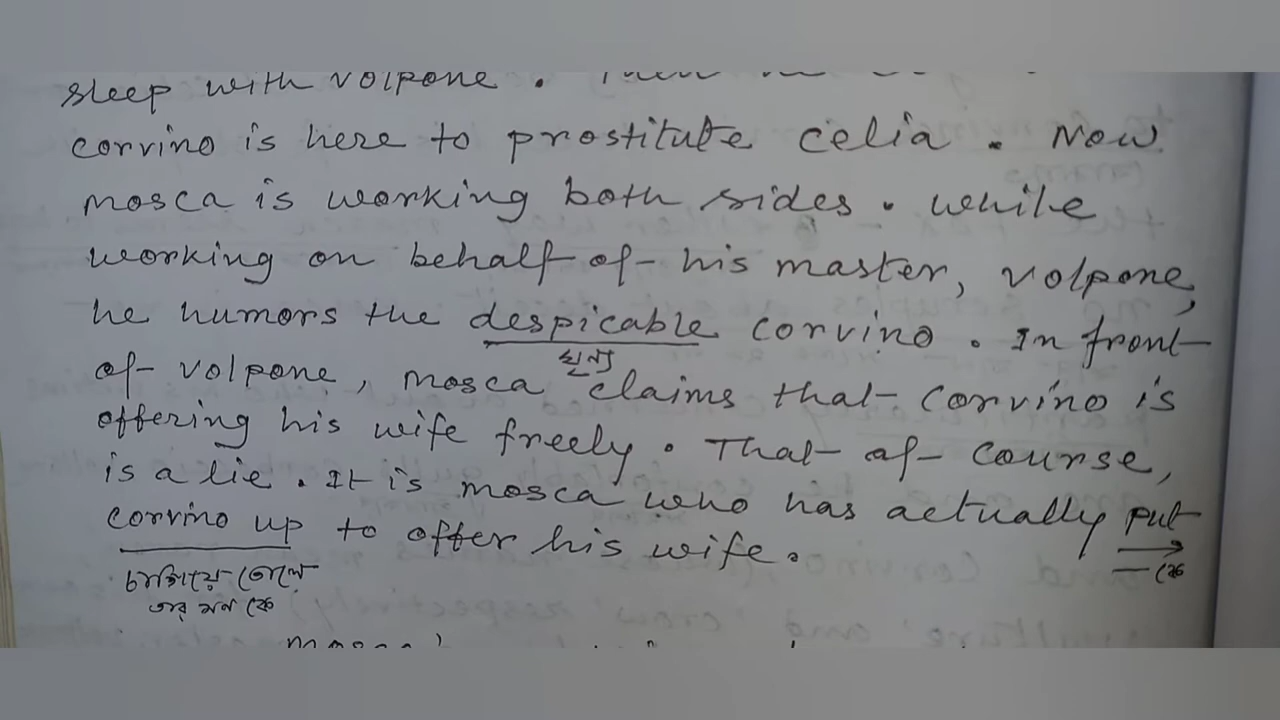 sleep with volpone .
corvino is here to prostitute celia . Now
mosca is working both sides . while
working on behalf of his master, volpone,
he humors the despicable corvino . In front
ঘৃন্য
of volpone, mosca claims that corvino is
offering his wife freely . That of course,
is a lie . It is mosca who has actually put
corvino up to offer his wife .
তার মন কে